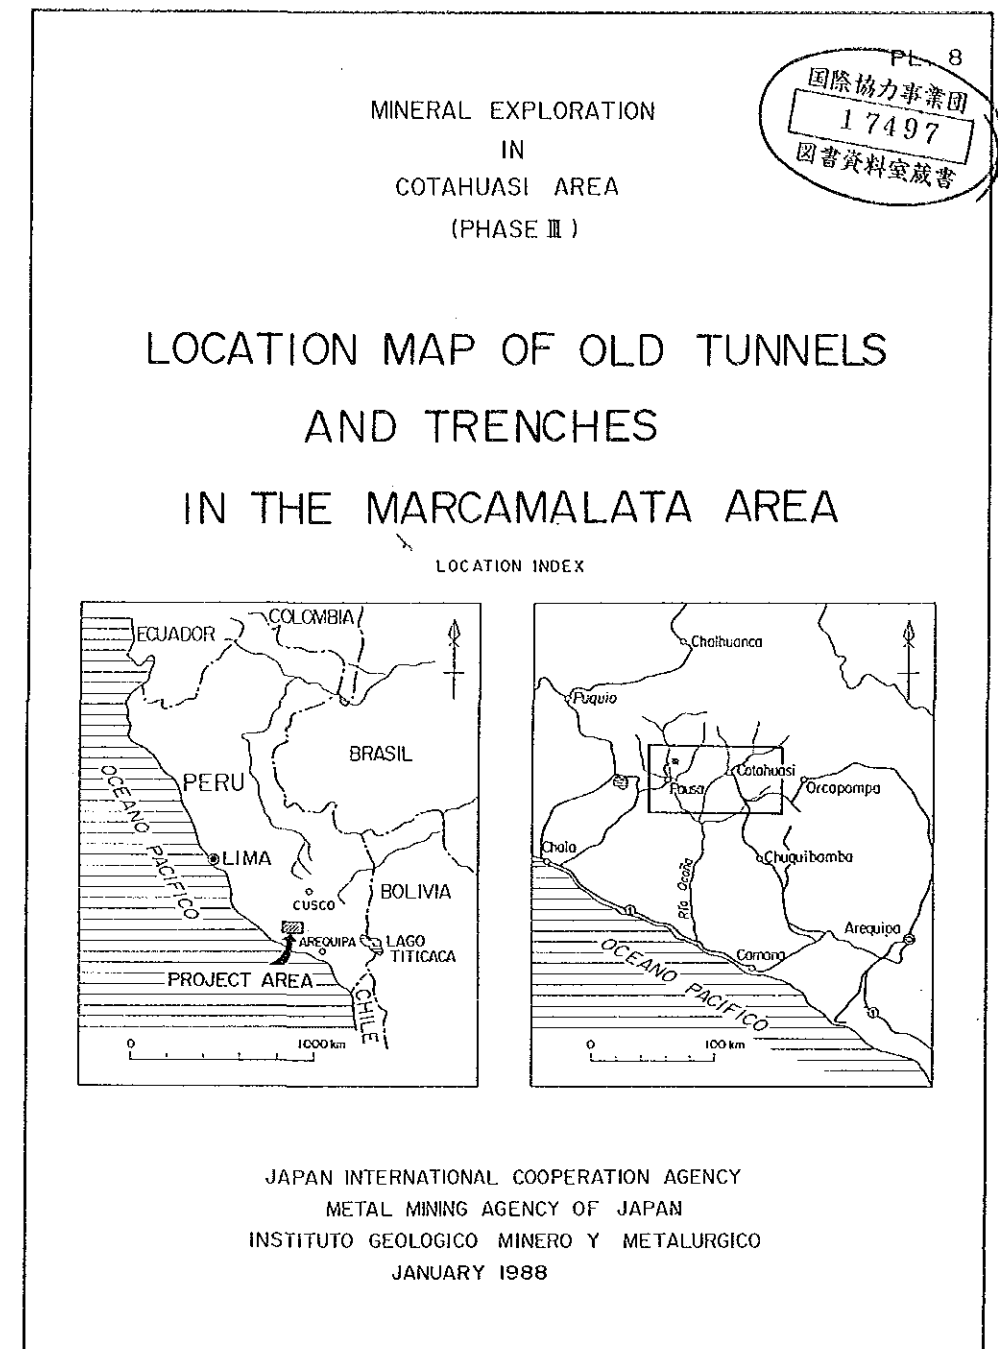 PL. 8
国際協力事業団
17497
図書資料室蔵書
MINERAL EXPLORATION
IN
COTAHUASI AREA
(PHASE III)
LOCATION MAP OF OLD TUNNELS
AND TRENCHES
IN THE MARCAMALATA AREA
LOCATION INDEX
COLOMBIA
ECUADOR
BRASIL
PERU
OCEANO PACIFICO
LIMA
CUSCO
BOLIVIA
AREQUIPA
LAGO
TITICACA
PROJECT AREA
CHILE
0 1000 km
Chalhuanca
Puquio
Cotahuasi
Pausa
Orcopampa
Chala
Chuquibamba
Río Ocoña
1
Arequipa
Camana
OCEANO PACIFICO
1
0 100 km
JAPAN INTERNATIONAL COOPERATION AGENCY
METAL MINING AGENCY OF JAPAN
INSTITUTO GEOLOGICO MINERO Y METALURGICO
JANUARY 1988